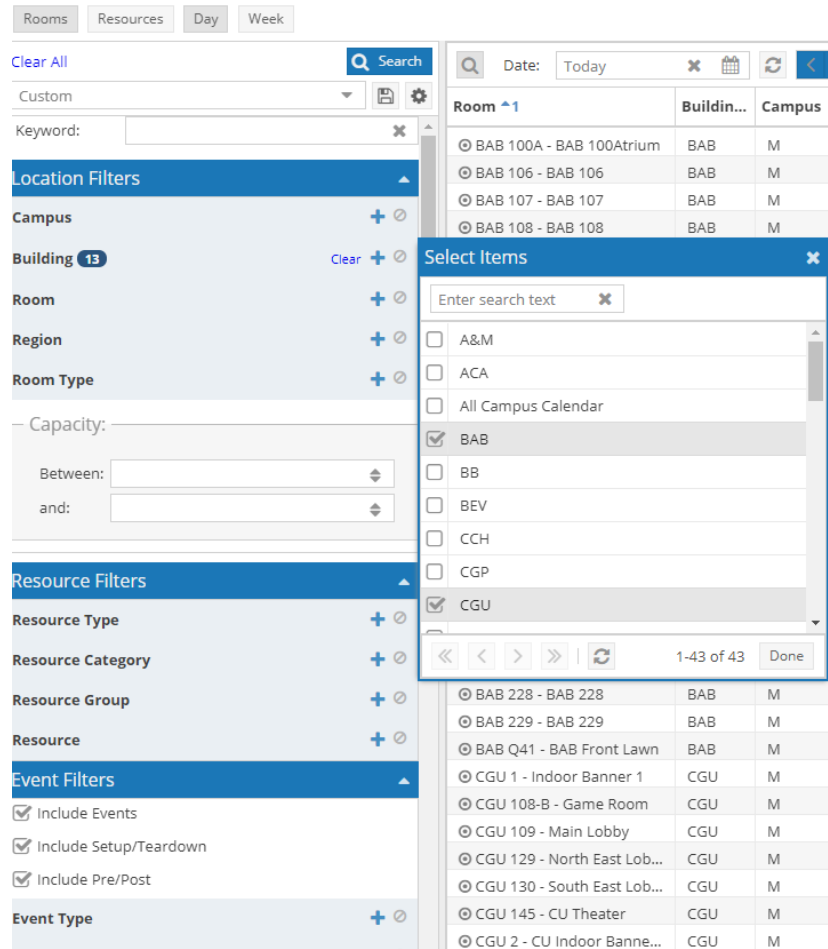 Rooms Resources Day Week
Clear All Search
Custom
Keyword:
Location Filters
Campus
Building 13 Clear
Room
Region
Room Type
Capacity:
Between:
and:
Resource Filters
Resource Type
Resource Category
Resource Group
Resource
Event Filters
Include Events
Include Setup/Teardown
Include Pre/Post
Event Type
Date: Today
Room 1 Buildin... Campus
BAB 100A - BAB 100Atrium BAB M
BAB 106 - BAB 106 BAB M
BAB 107 - BAB 107 BAB M
BAB 108 - BAB 108 BAB M
Select Items
Enter search text
A&M
ACA
All Campus Calendar
BAB
BB
BEV
CCH
CGP
CGU
1-43 of 43 Done
BAB 228 - BAB 228 BAB M
BAB 229 - BAB 229 BAB M
BAB Q41 - BAB Front Lawn BAB M
CGU 1 - Indoor Banner 1 CGU M
CGU 108-B - Game Room CGU M
CGU 109 - Main Lobby CGU M
CGU 129 - North East Lob... CGU M
CGU 130 - South East Lob... CGU M
CGU 145 - CU Theater CGU M
CGU 2 - CU Indoor Banne... CGU M